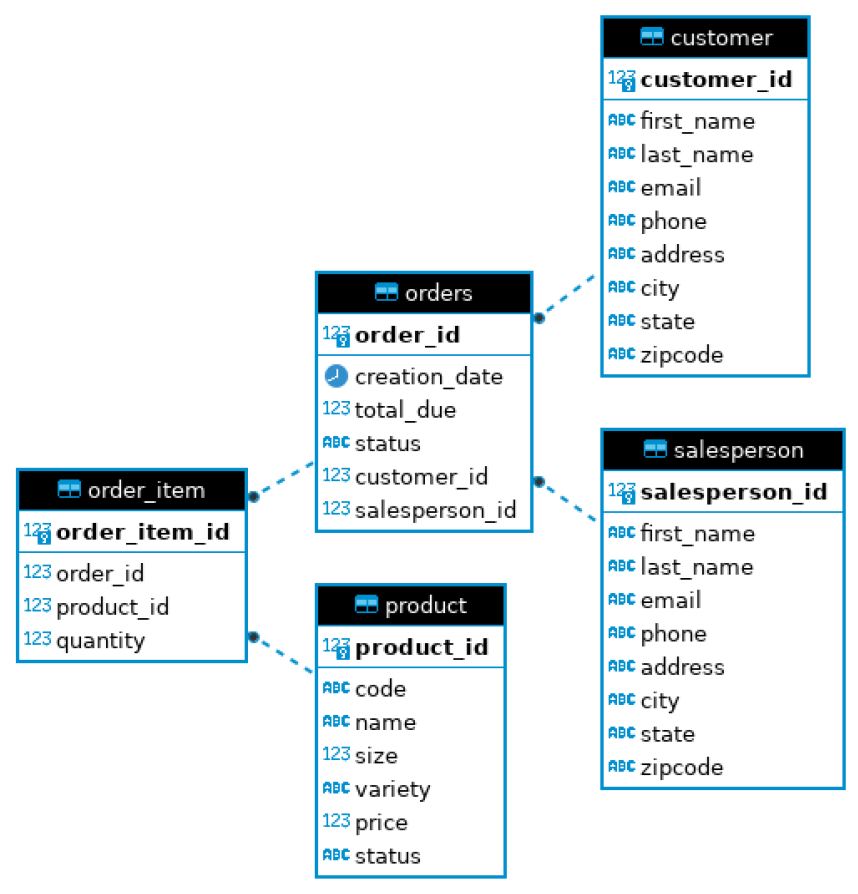 customer
123 customer_id
ABC first_name
ABC last_name
ABC email
ABC phone
ABC address
ABC city
ABC state
ABC zipcode
orders
123 order_id
creation_date
123 total_due
ABC status
123 customer_id
123 salesperson_id
salesperson
123 salesperson_id
ABC first_name
ABC last_name
ABC email
ABC phone
ABC address
ABC city
ABC state
ABC zipcode
order_item
123 order_item_id
123 order_id
123 product_id
123 quantity
product
123 product_id
ABC code
ABC name
123 size
ABC variety
123 price
ABC status